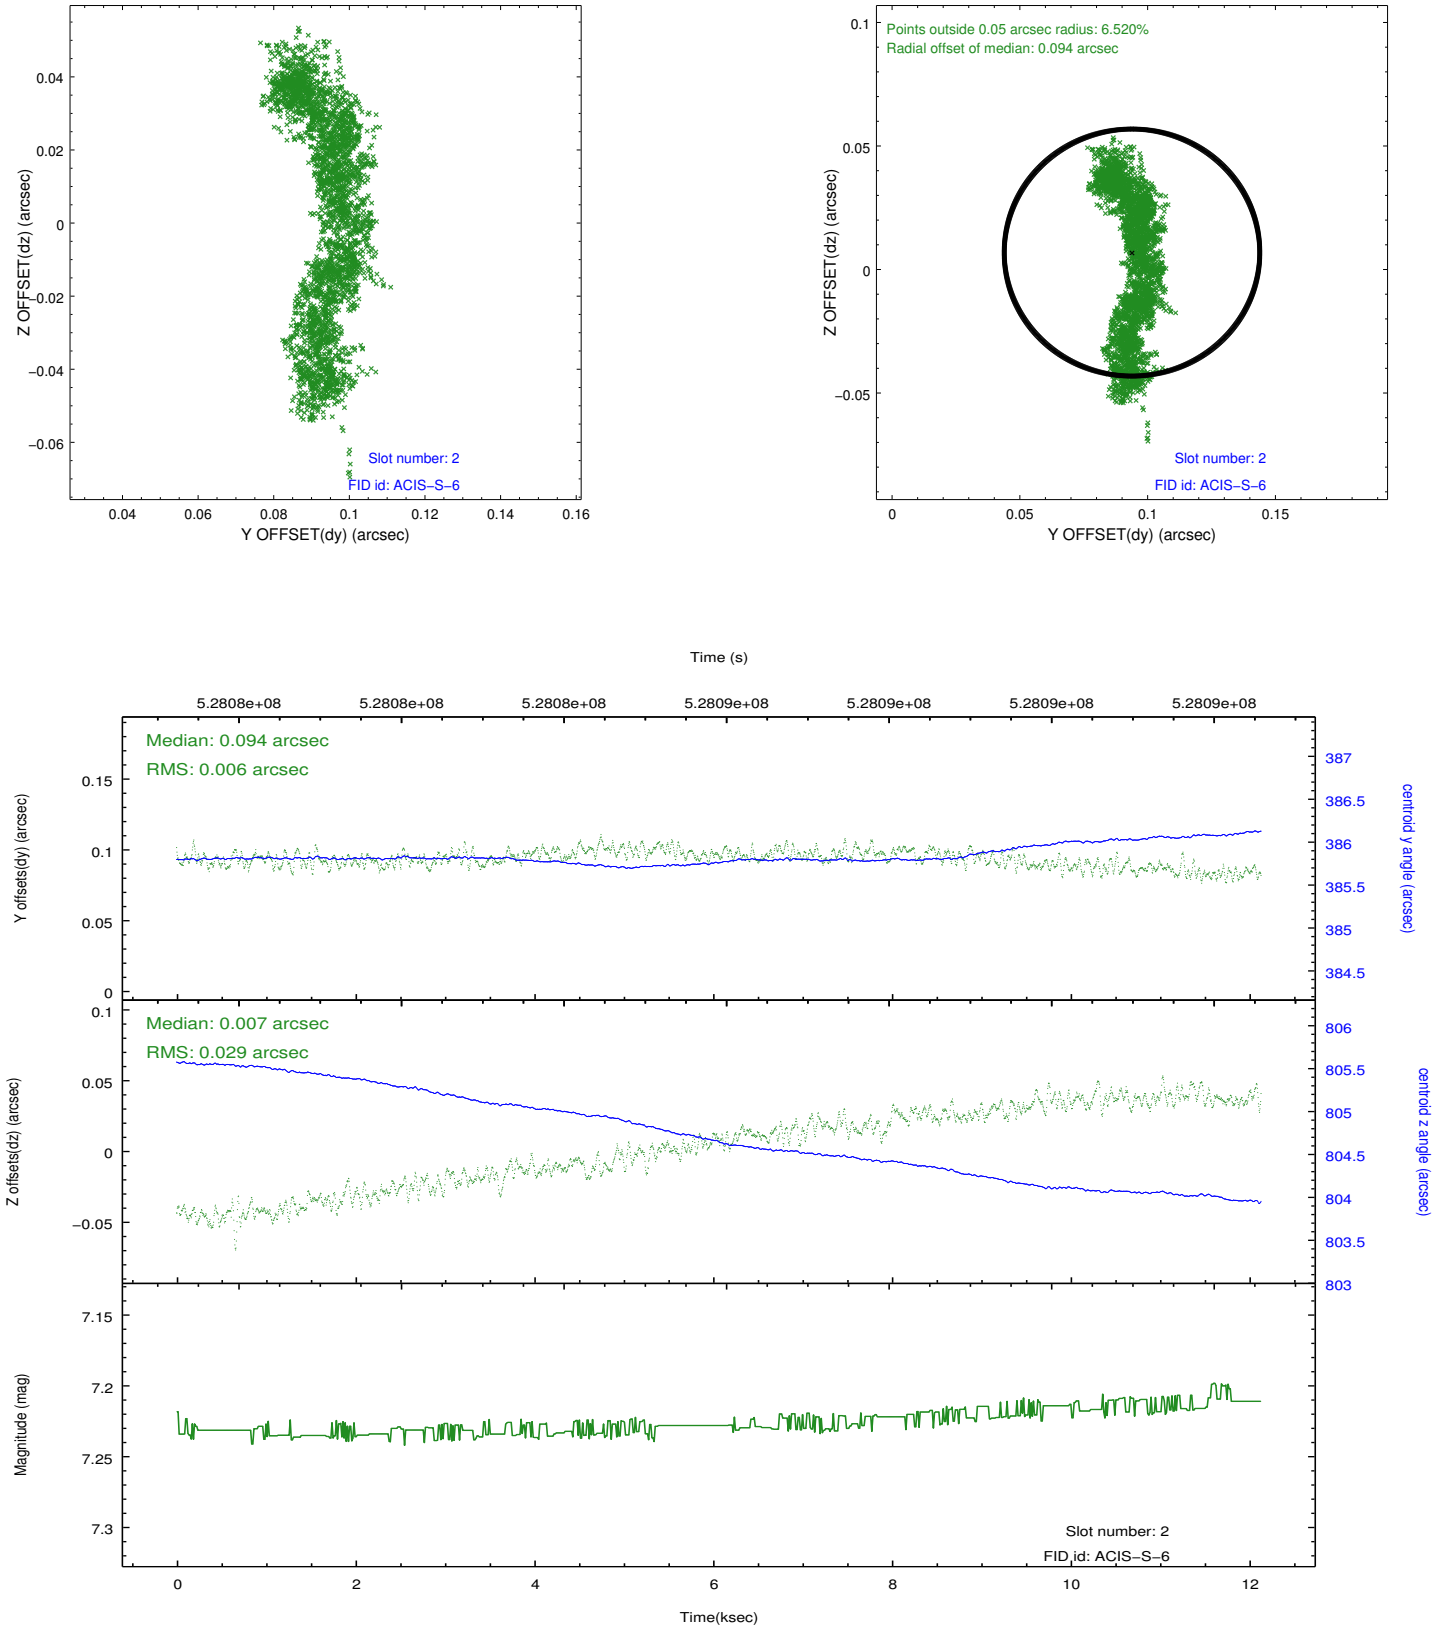 0.04
0.02
0
−0.02
−0.04
−0.06
Z OFFSET(dz) (arcsec)
Slot number: 2
FID id: ACIS−S−6
0.04 0.06 0.08 0.1 0.12 0.14 0.16
Y OFFSET(dy) (arcsec)
Points outside 0.05 arcsec radius: 6.520%
Radial offset of median: 0.094 arcsec
0.1
0.05
0
−0.05
Z OFFSET(dz) (arcsec)
Slot number: 2
FID id: ACIS−S−6
0 0.05 0.1 0.15
Y OFFSET(dy) (arcsec)
Time (s)
5.2808e+08 5.2808e+08 5.2808e+08 5.2809e+08 5.2809e+08 5.2809e+08 5.2809e+08
Median: 0.094 arcsec
RMS: 0.006 arcsec
0.15
0.1
0.05
0
Y offsets(dy) (arcsec)
387
386.5
386
385.5
385
384.5
centroid y angle (arcsec)
Median: 0.007 arcsec
RMS: 0.029 arcsec
0.1
0.05
0
−0.05
Z offsets(dz) (arcsec)
806
805.5
805
804.5
804
803.5
803
centroid z angle (arcsec)
7.15
7.2
7.25
7.3
Magnitude (mag)
Slot number: 2
FID id: ACIS−S−6
0 2 4 6 8 10 12
Time(ksec)